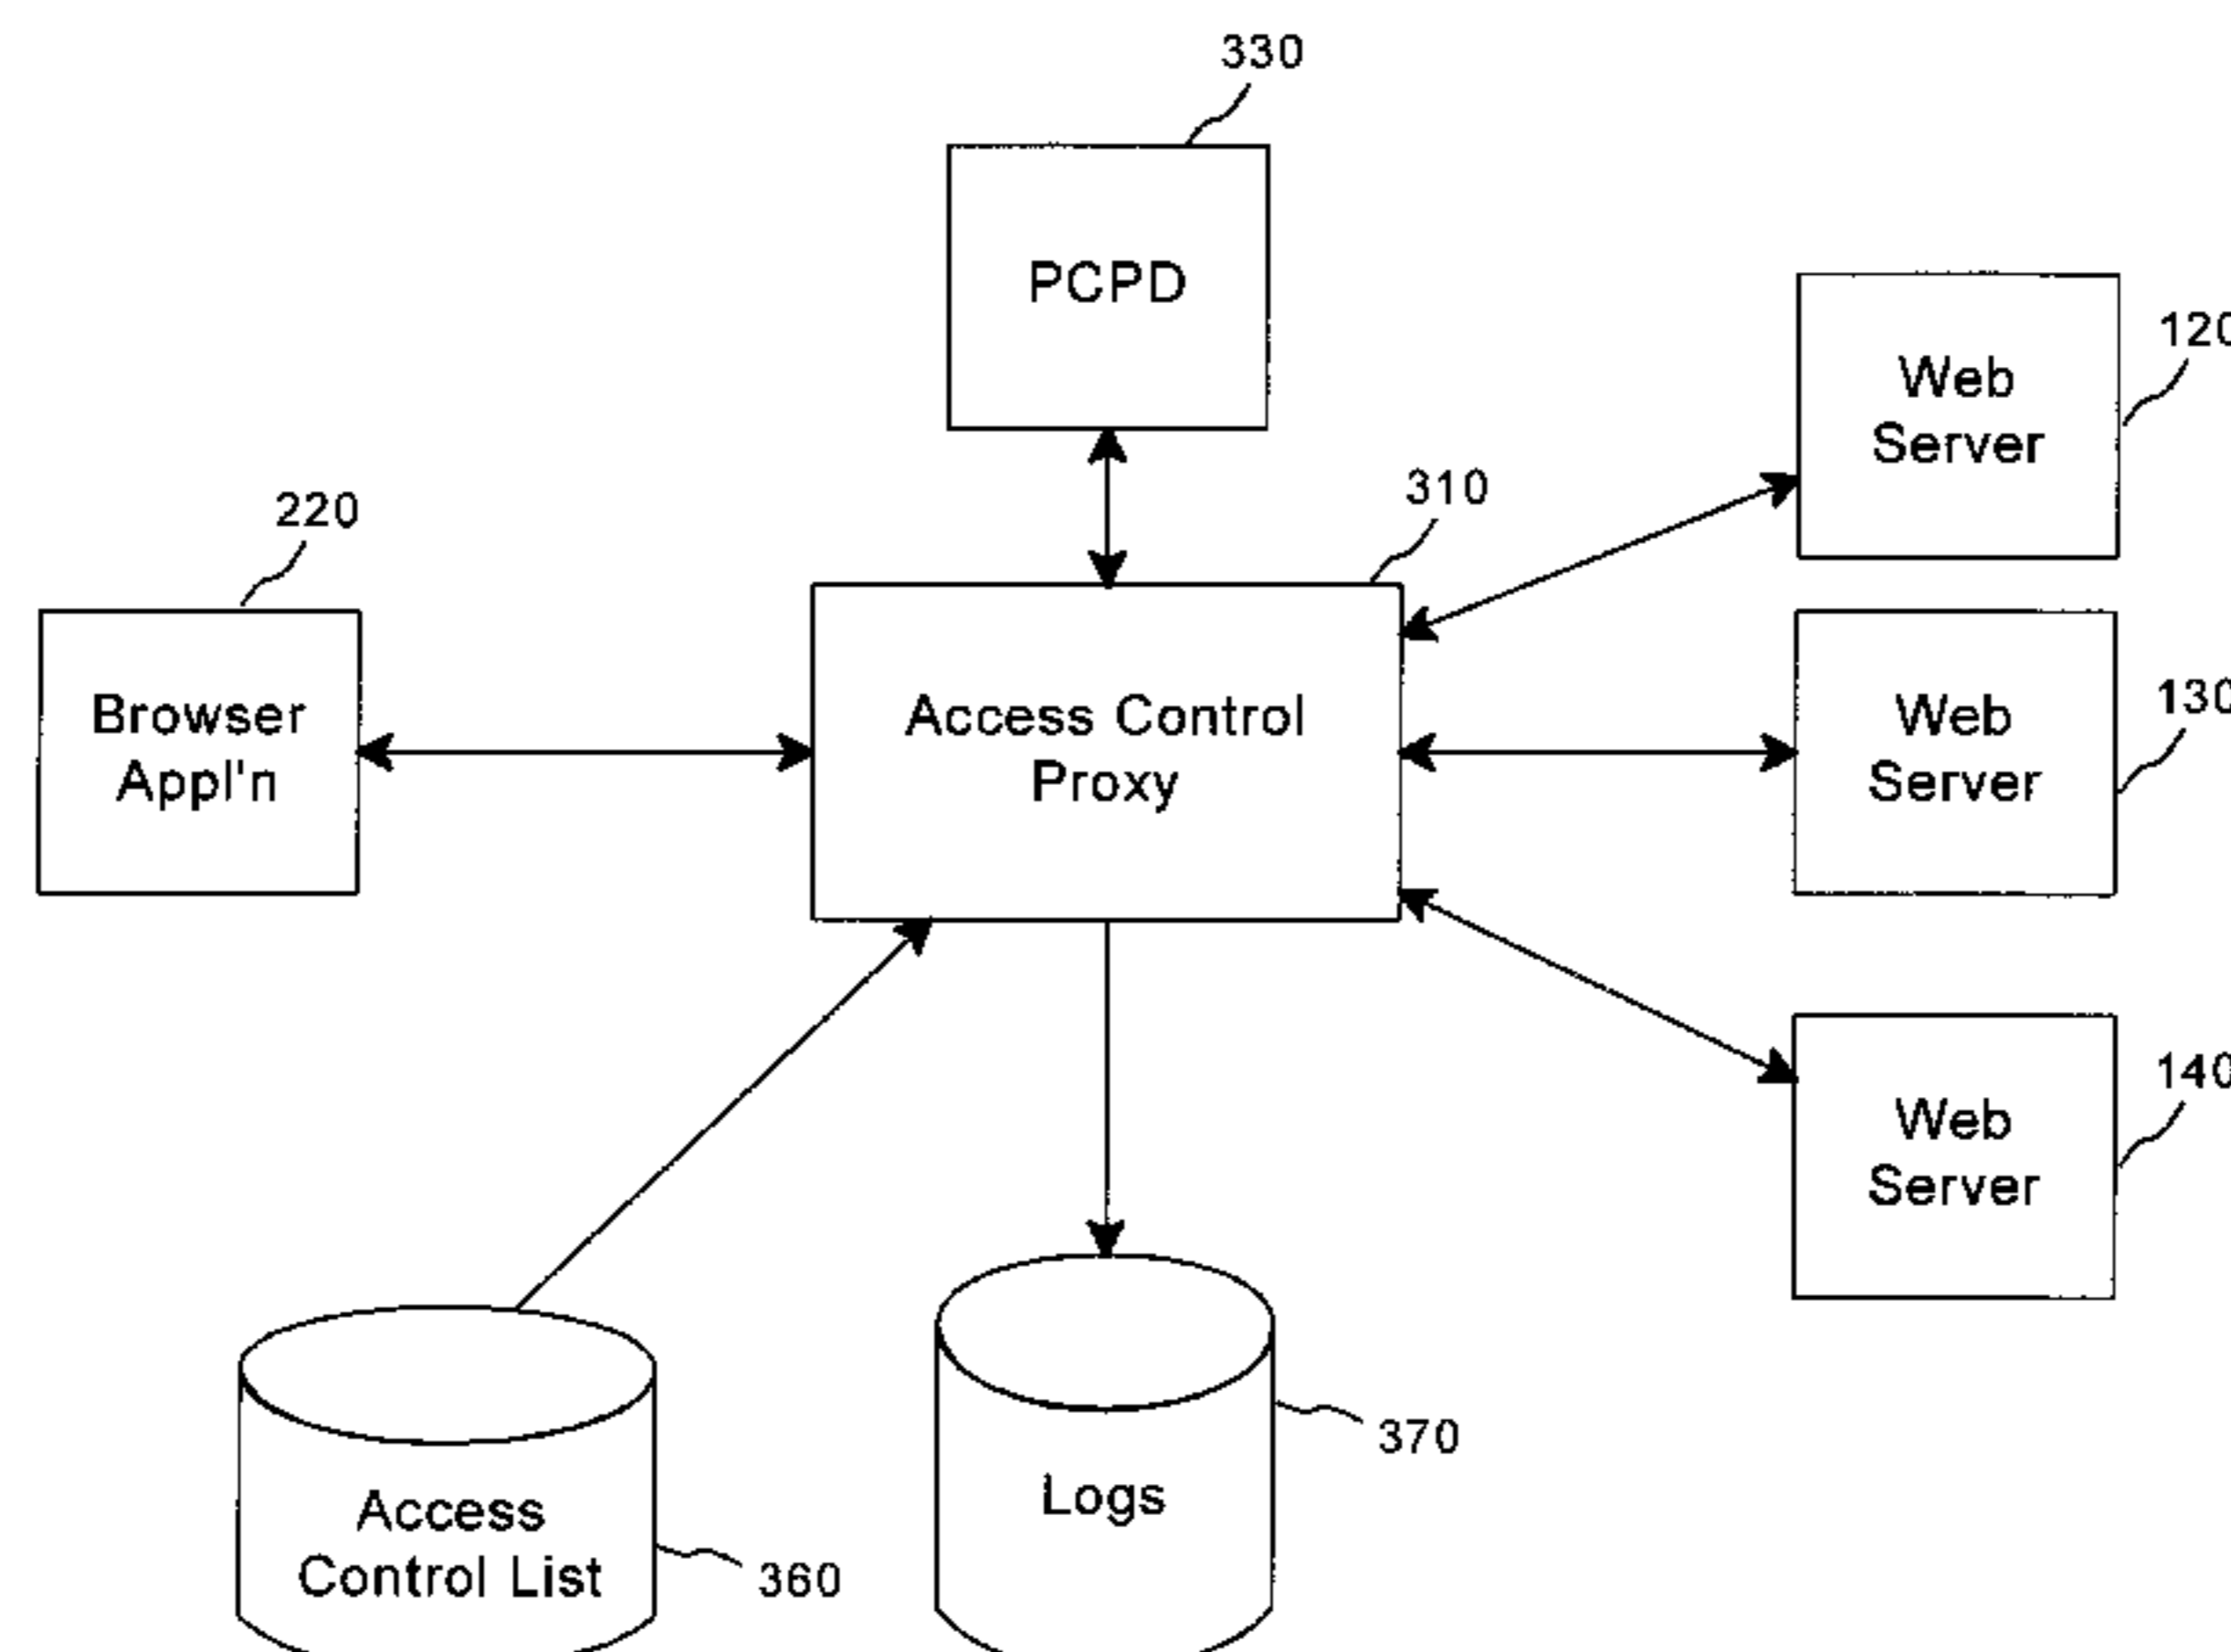 330
PCPD
120
Web
Server
310
220
Browser
Appl'n
Access Control
Proxy
130
Web
Server
140
Web
Server
370
Logs
Access
Control List
360